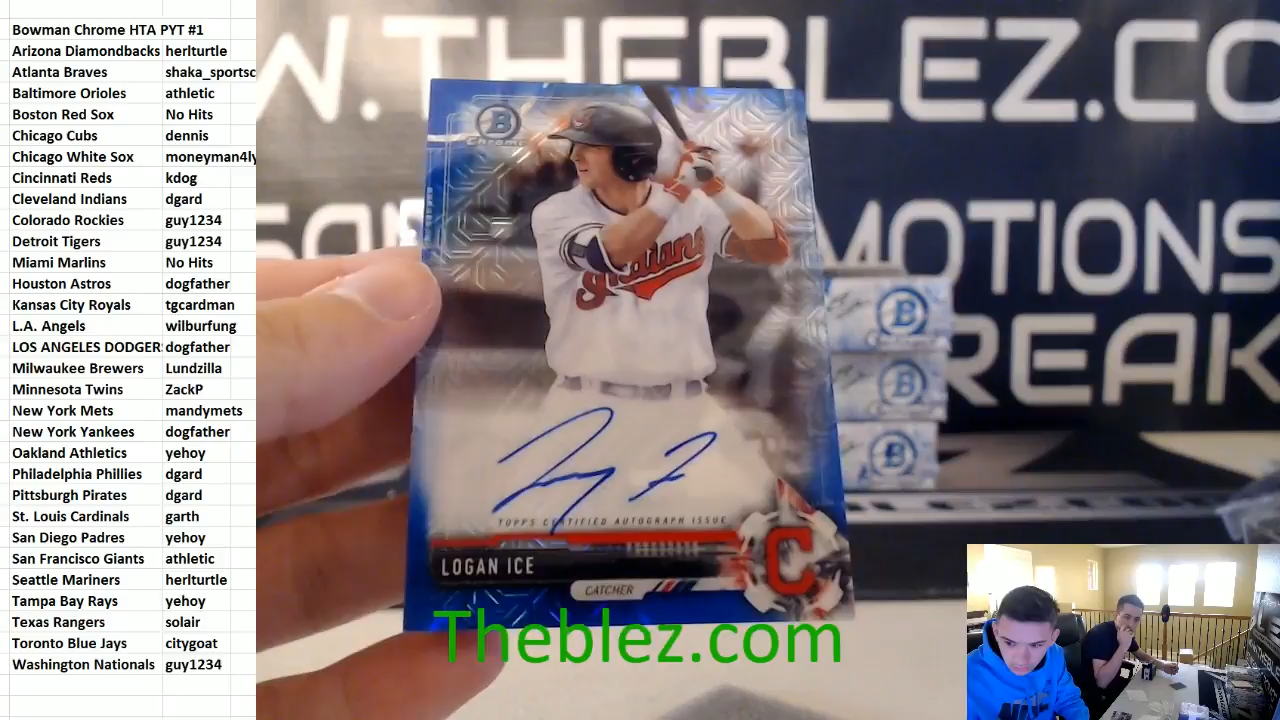 Bowman Chrome HTA PYT #1
Arizona Diamondbacks herlturtle
Atlanta Braves shaka_sportsc
Baltimore Orioles athletic
Boston Red Sox No Hits
Chicago Cubs dennis
Chicago White Sox moneyman4ly
Cincinnati Reds kdog
Cleveland Indians dgard
Colorado Rockies guy1234
Detroit Tigers guy1234
Miami Marlins No Hits
Houston Astros dogfather
Kansas City Royals tgcardman
L.A. Angels wilburfung
LOS ANGELES DODGERS dogfather
Milwaukee Brewers Lundzilla
Minnesota Twins ZackP
New York Mets mandymets
New York Yankees dogfather
Oakland Athletics yehoy
Philadelphia Phillies dgard
Pittsburgh Pirates dgard
St. Louis Cardinals garth
San Diego Padres yehoy
San Francisco Giants athletic
Seattle Mariners herlturtle
Tampa Bay Rays yehoy
Texas Rangers solair
Toronto Blue Jays citygoat
Washington Nationals guy1234
W.THEBLEZ.CO
MOTIONS
REAK
B
Chrome
Indians
TOPPS CERTIFIED AUTOGRAPH ISSUE
LOGAN ICE
CATCHER
C
B
B
B
Theblez.com